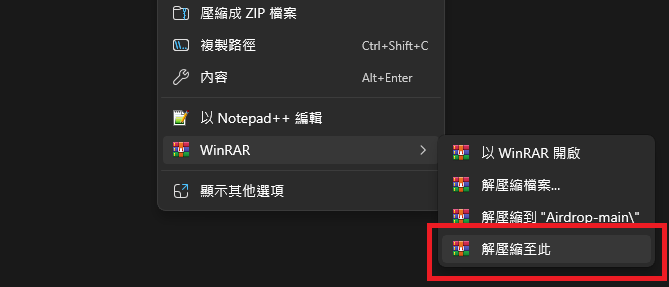 壓縮成 ZIP 檔案
複製路徑 Ctrl+Shift+C
內容 Alt+Enter
以 Notepad++ 編輯
WinRAR
顯示其他選項
以 WinRAR 開啟
解壓縮檔案...
解壓縮到 "Airdrop-main\"
解壓縮至此